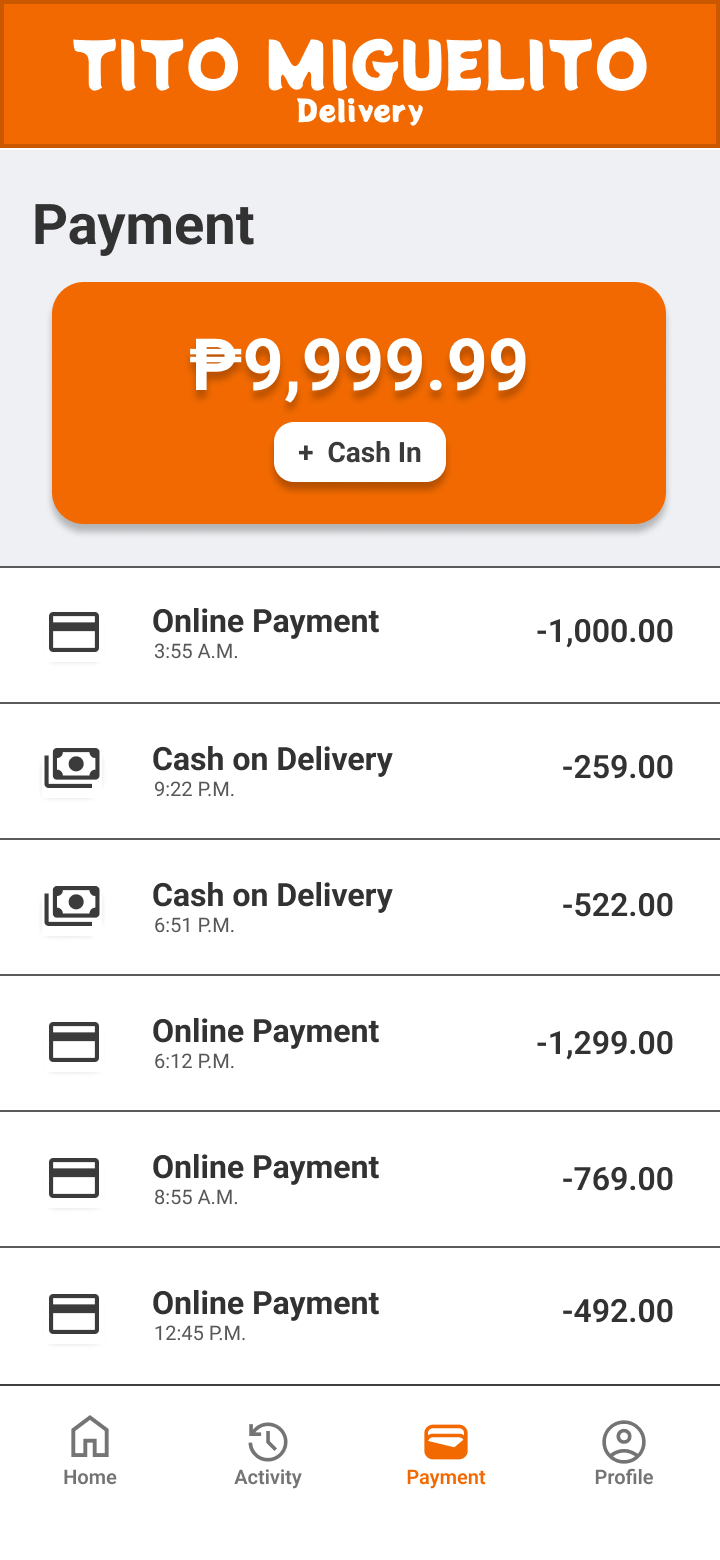 TITO MIGUELITO
Delivery
Payment
₱9,999.99
+ Cash In
Online Payment
3:55 A.M.
-1,000.00
Cash on Delivery
9:22 P.M.
-259.00
Cash on Delivery
6:51 P.M.
-522.00
Online Payment
6:12 P.M.
-1,299.00
Online Payment
8:55 A.M.
-769.00
Online Payment
12:45 P.M.
-492.00
Home
Activity
Payment
Profile